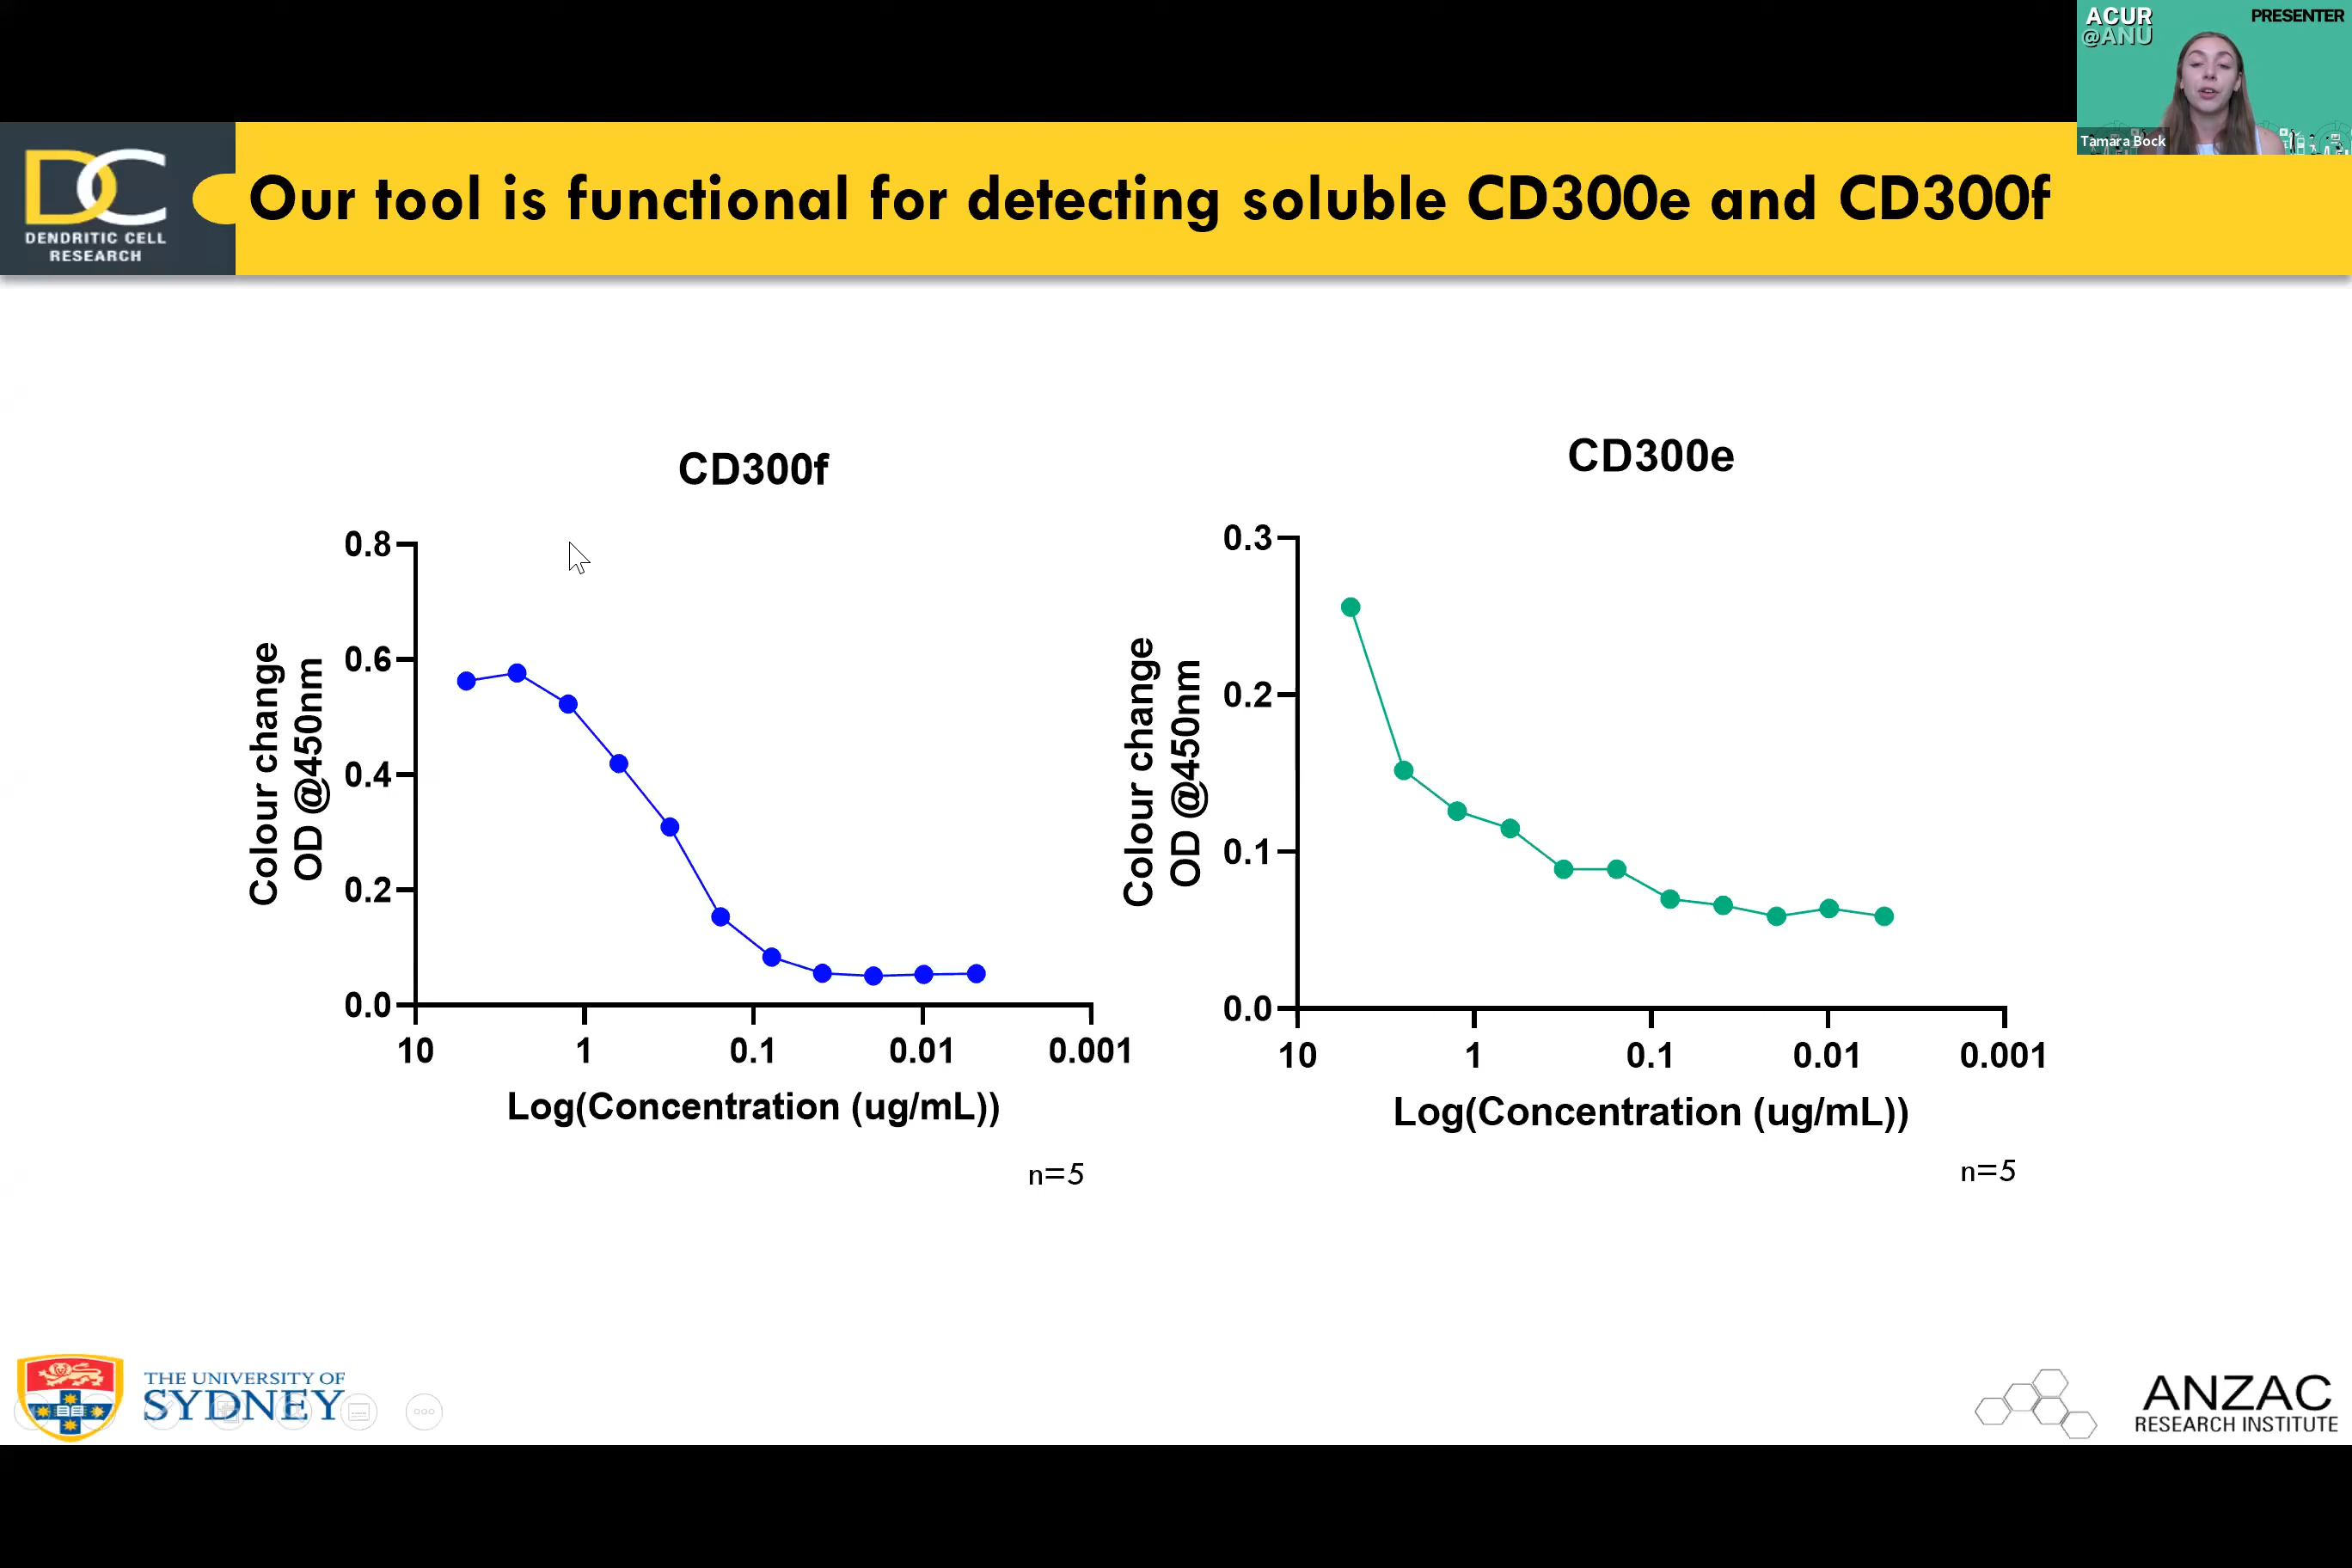 ACUR
@ANU
PRESENTER
Tamara Bock
DC
DENDRITIC CELL
RESEARCH
Our tool is functional for detecting soluble CD300e and CD300f
CD300f
0.8
0.6
0.4
0.2
0.0
Colour change
OD @450nm
10 1 0.1 0.01 0.001
Log(Concentration (ug/mL))
n=5
CD300e
0.3
0.2
0.1
0.0
Colour change
OD @450nm
10 1 0.1 0.01 0.001
Log(Concentration (ug/mL))
n=5
THE UNIVERSITY OF
SYDNEY
ANZAC
RESEARCH INSTITUTE